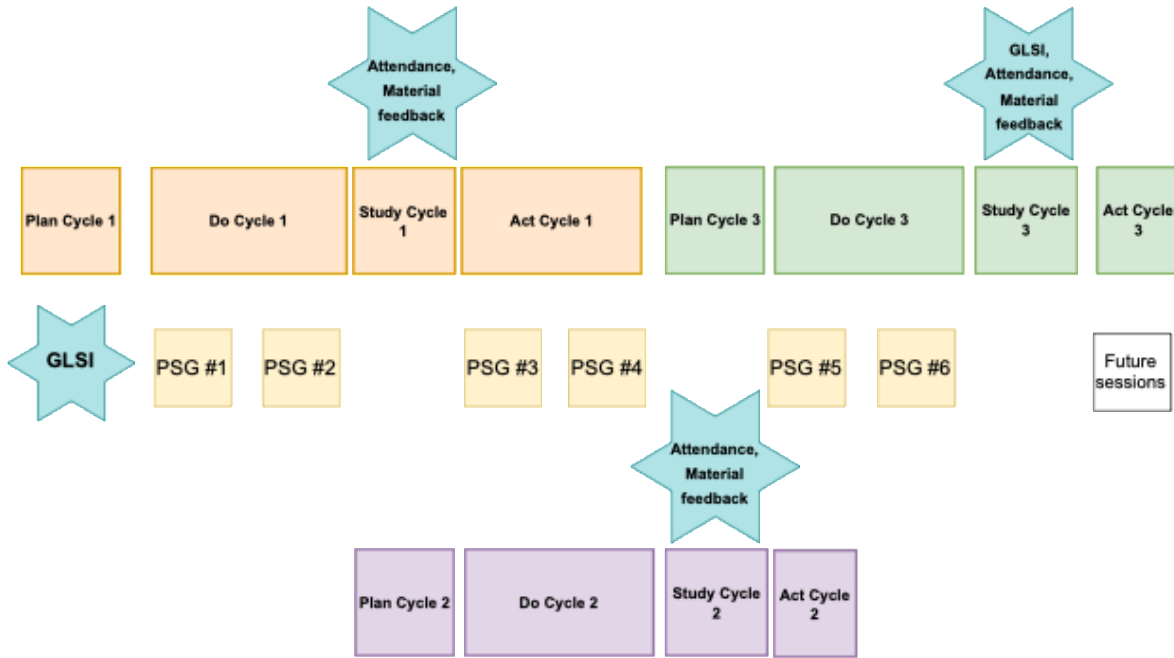 Attendance,
Material
feedback
GLSI,
Attendance,
Material
feedback
Plan Cycle 1
Do Cycle 1
Study Cycle
1
Act Cycle 1
Plan Cycle 3
Do Cycle 3
Study Cycle
3
Act Cycle
3
GLSI
PSG #1
PSG #2
PSG #3
PSG #4
PSG #5
PSG #6
Future
sessions
Attendance,
Material
feedback
Plan Cycle 2
Do Cycle 2
Study Cycle
2
Act Cycle
2